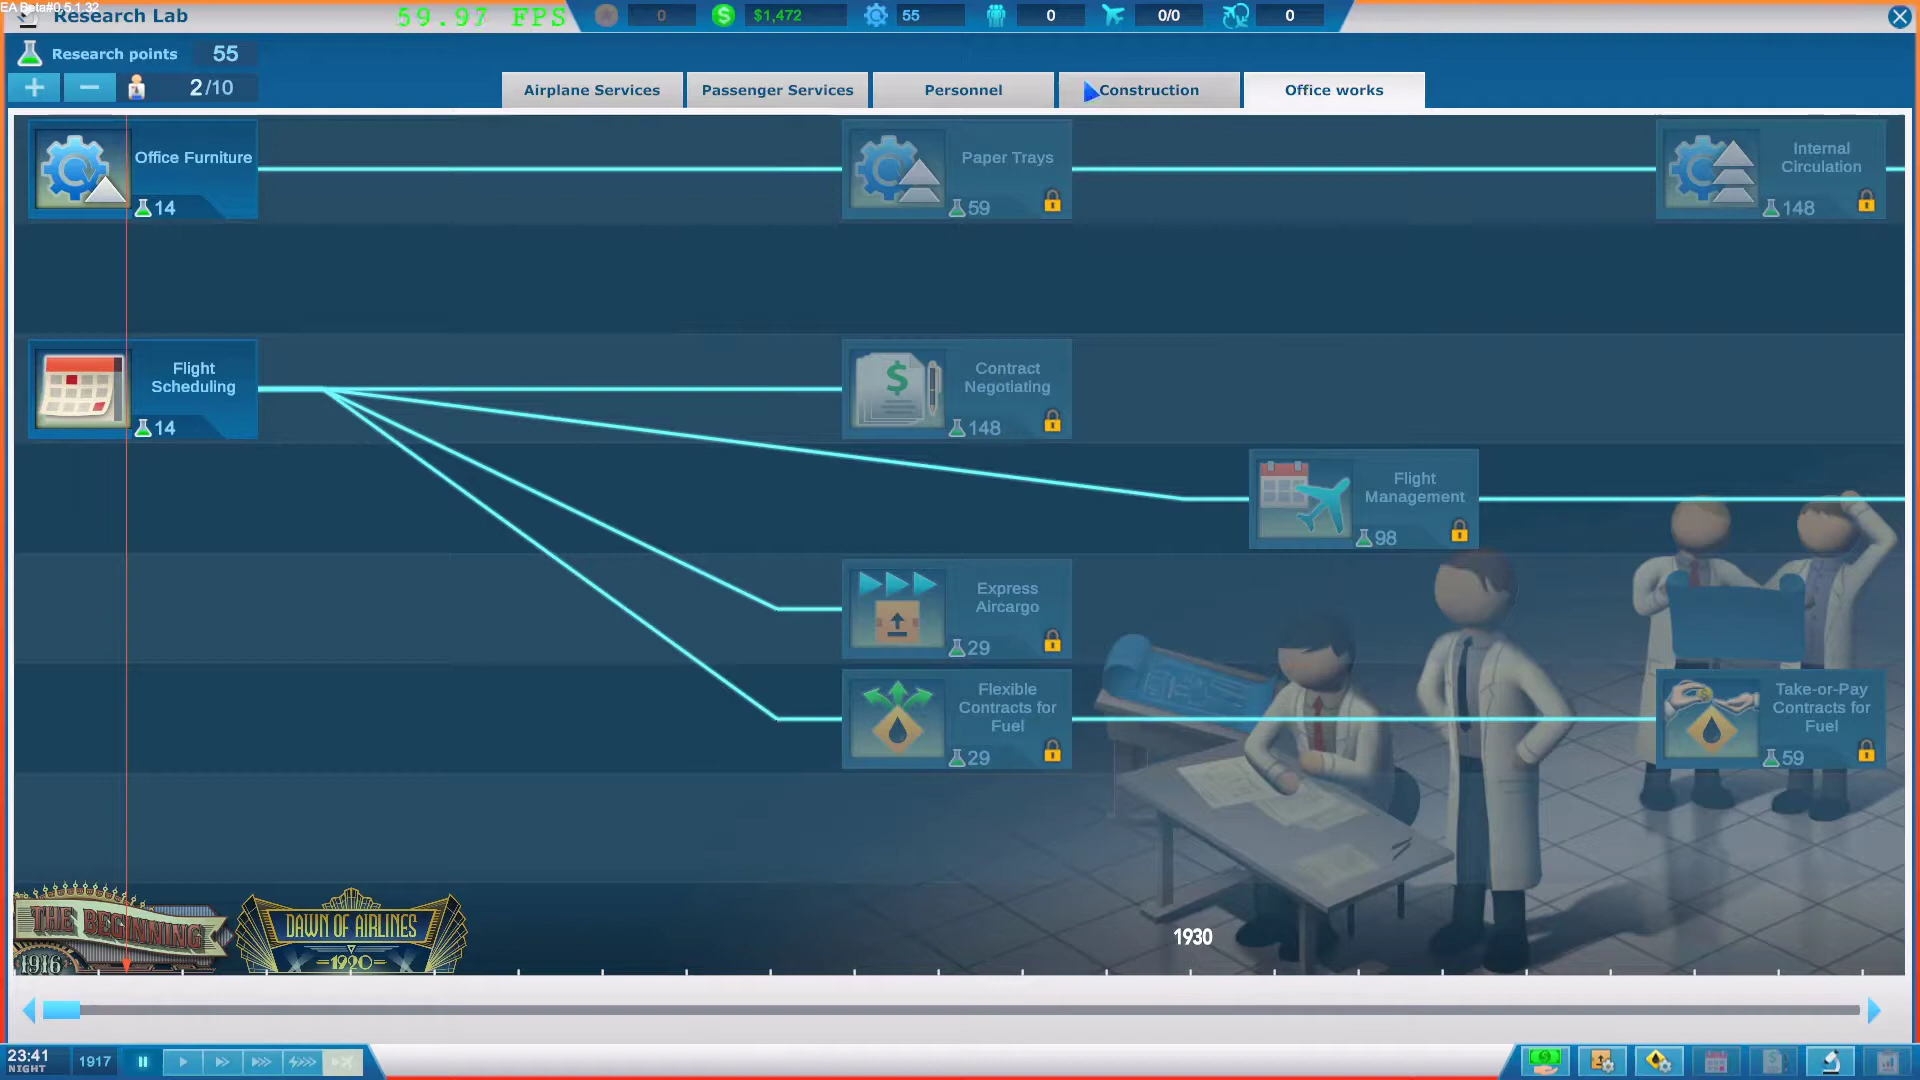 EA Beta#0.5.1.32
Research Lab
59.97 FPS
0
$1,472
55
0
0/0
0
Research points 55
2/10
Airplane Services
Passenger Services
Personnel
Construction
Office works
Office Furniture
14
Paper Trays
59
Internal
Circulation
148
Flight
Scheduling
14
Contract
Negotiating
148
Flight
Management
98
Express
Aircargo
29
Flexible
Contracts for
Fuel
29
Take-or-Pay
Contracts for
Fuel
59
THE BEGINNING
1916
DAWN OF AIRLINES
1920
1930
23:41
NIGHT
1917